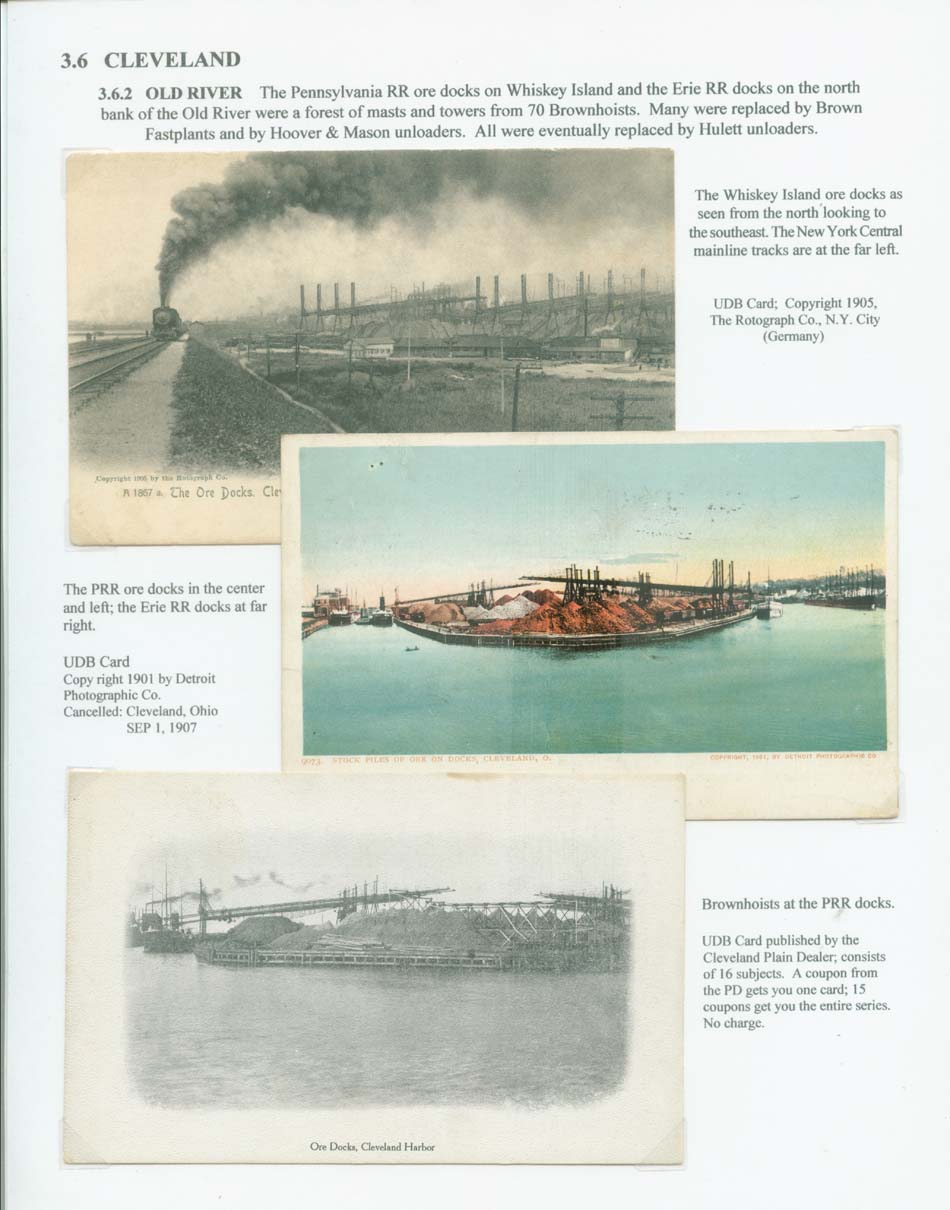 3.6 CLEVELAND
3.6.2 OLD RIVER The Pennsylvania RR ore docks on Whiskey Island and the Erie RR docks on the north
bank of the Old River were a forest of masts and towers from 70 Brownhoists. Many were replaced by Brown
Fastplants and by Hoover & Mason unloaders. All were eventually replaced by Hulett unloaders.
The Whiskey Island ore docks as
seen from the north looking to
the southeast. The New York Central
mainline tracks are at the far left.
UDB Card; Copyright 1905,
The Rotograph Co., N.Y. City
(Germany)
Copyright 1905 by the Rotograph Co.
A 1867 a. The Ore Docks. Cle
The PRR ore docks in the center
and left; the Erie RR docks at far
right.
UDB Card
Copy right 1901 by Detroit
Photographic Co.
Cancelled: Cleveland, Ohio
SEP 1, 1907
9073. STOCK PILES OF ORE ON DOCKS, CLEVELAND, O.
COPYRIGHT, 1901, BY DETROIT PHOTOGRAPHIC CO.
Brownhoists at the PRR docks.
UDB Card published by the
Cleveland Plain Dealer; consists
of 16 subjects. A coupon from
the PD gets you one card; 15
coupons get you the entire series.
No charge.
Ore Docks, Cleveland Harbor